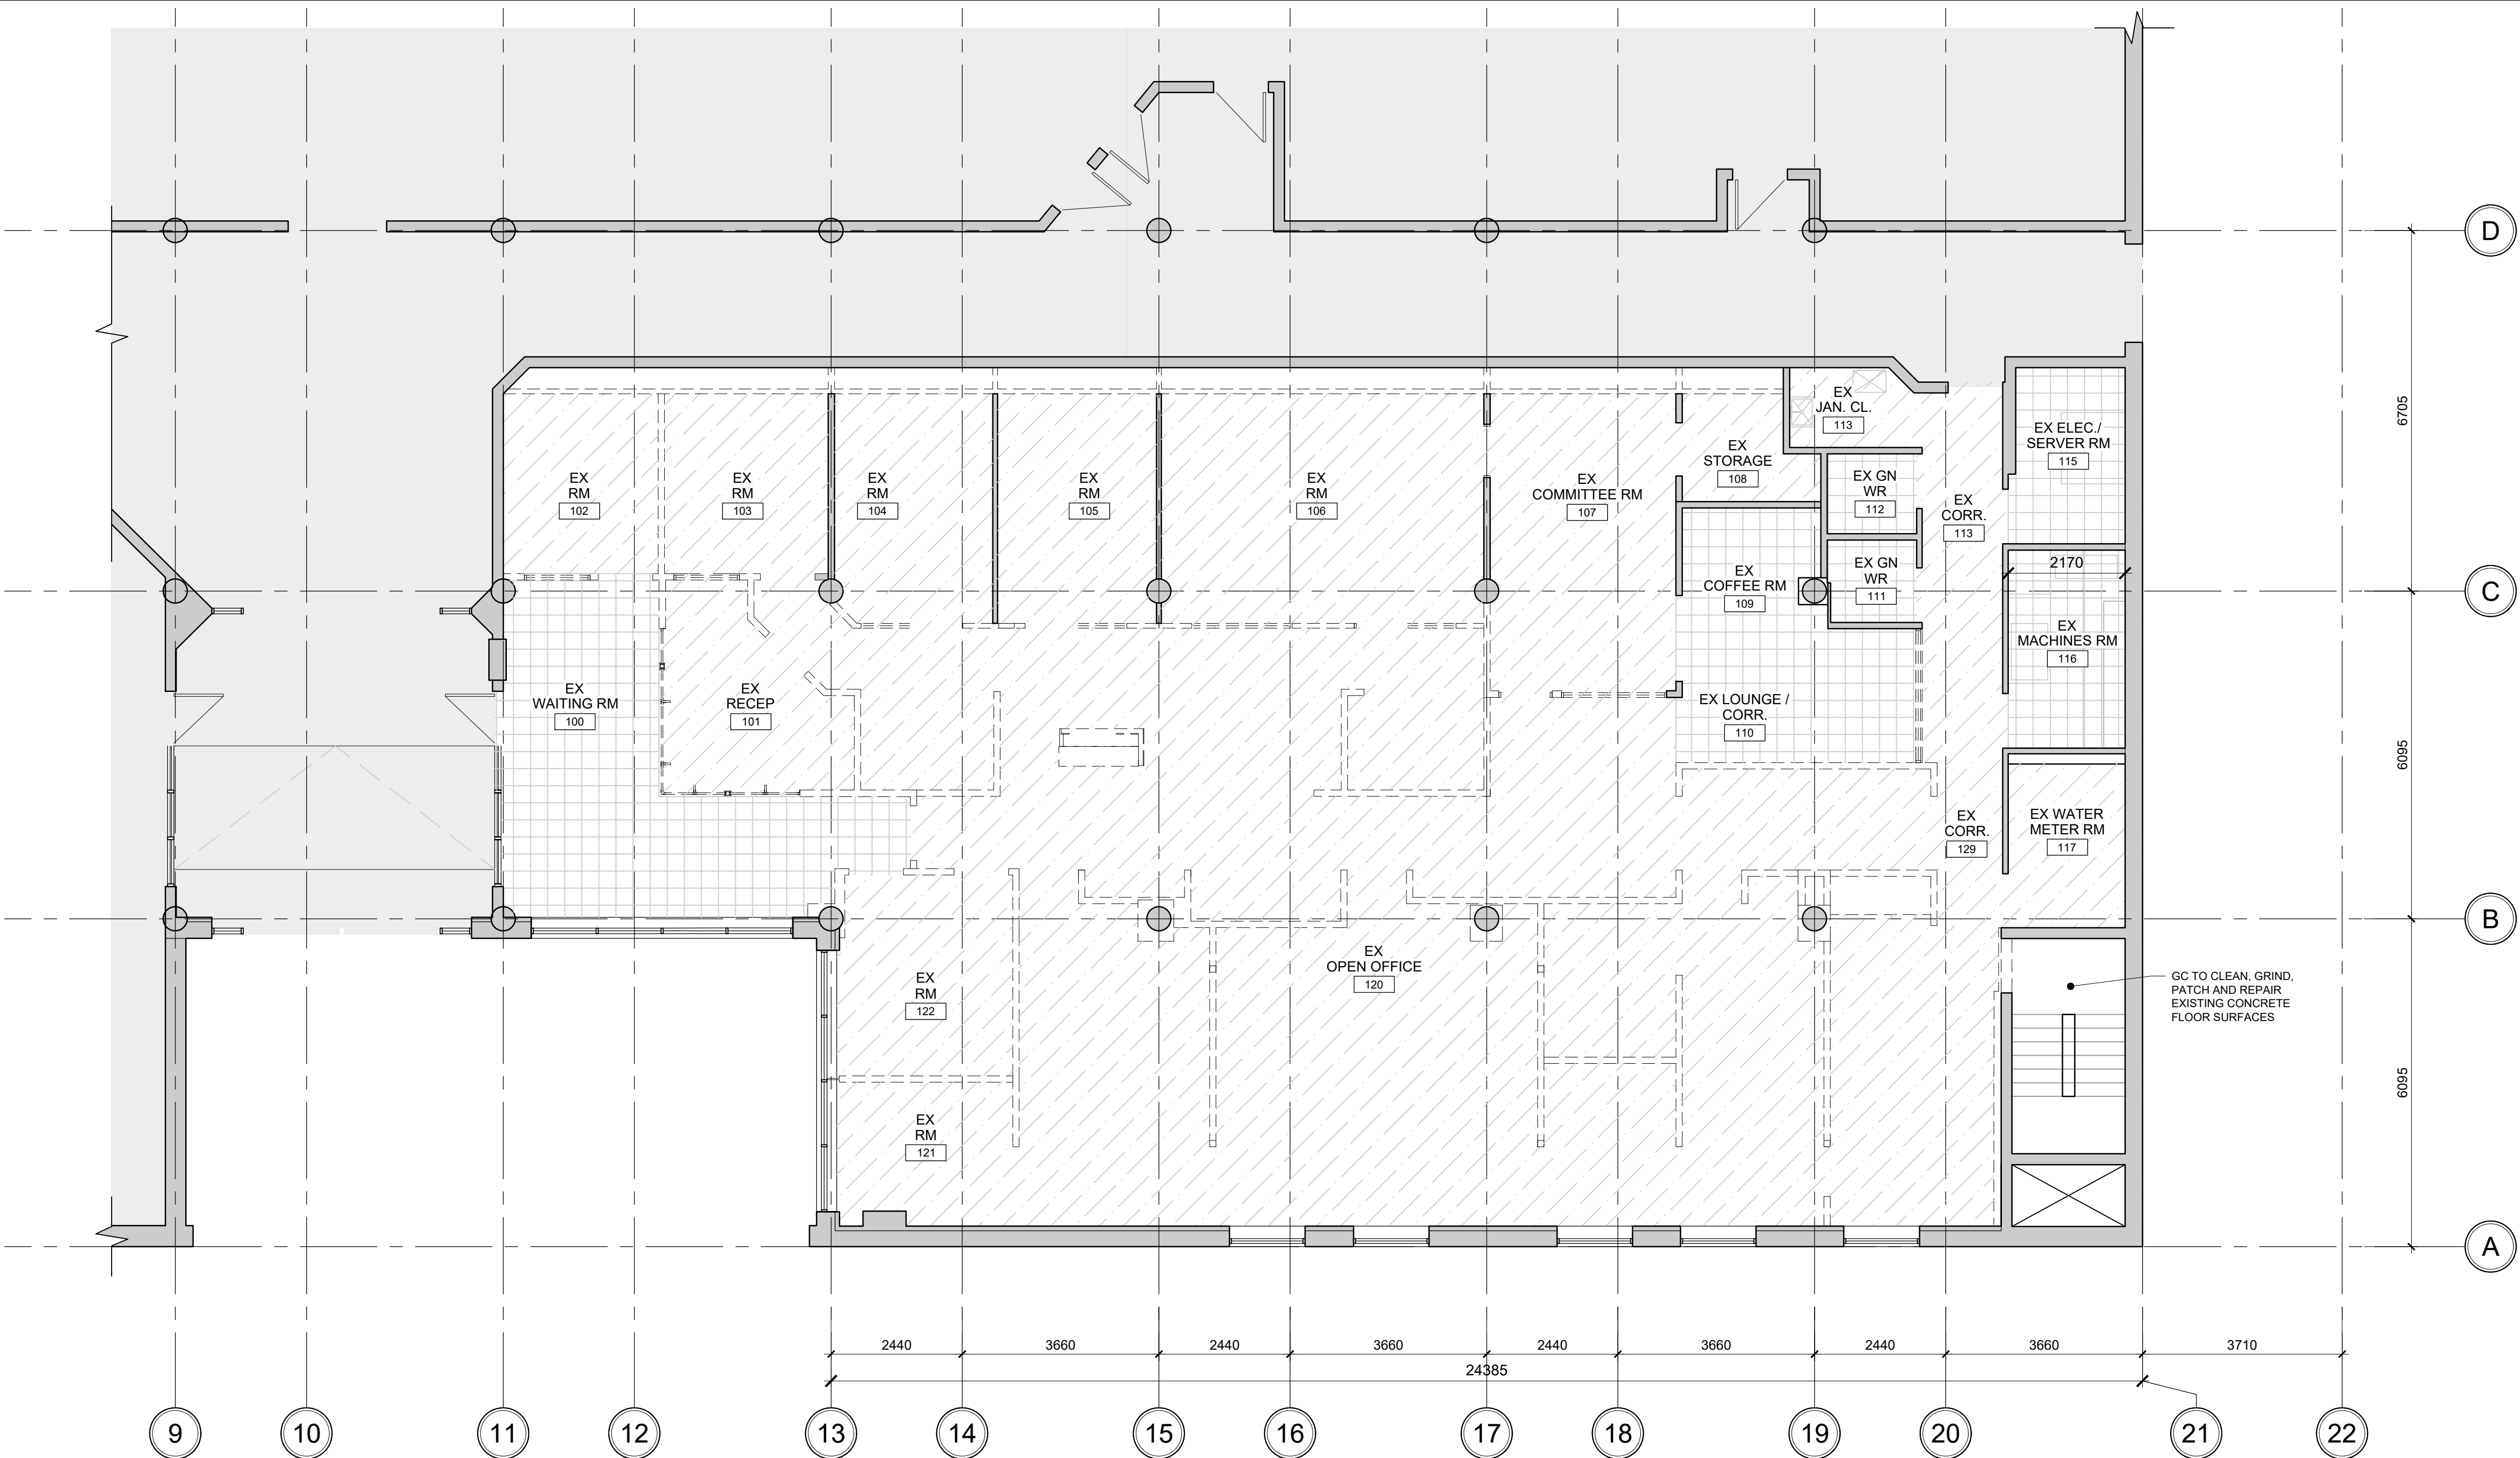 D
6705
EX
JAN. CL.
113
EX ELEC./
SERVER RM
115
EX
STORAGE
108
EX
RM
102
EX
RM
103
EX
RM
104
EX
RM
105
EX
RM
106
EX
COMMITTEE RM
107
EX GN
WR
112
EX
CORR.
113
2170
EX
COFFEE RM
109
EX GN
WR
111
C
EX
MACHINES RM
116
EX
WAITING RM
100
EX
RECEP
101
EX LOUNGE /
CORR.
110
6095
EX
CORR.
129
EX WATER
METER RM
117
B
EX
RM
122
EX
OPEN OFFICE
120
GC TO CLEAN, GRIND,
PATCH AND REPAIR
EXISTING CONCRETE
FLOOR SURFACES
6095
EX
RM
121
A
2440
3660
2440
3660
2440
3660
2440
3660
3710
24385
9
10
11
12
13
14
15
16
17
18
19
20
21
22